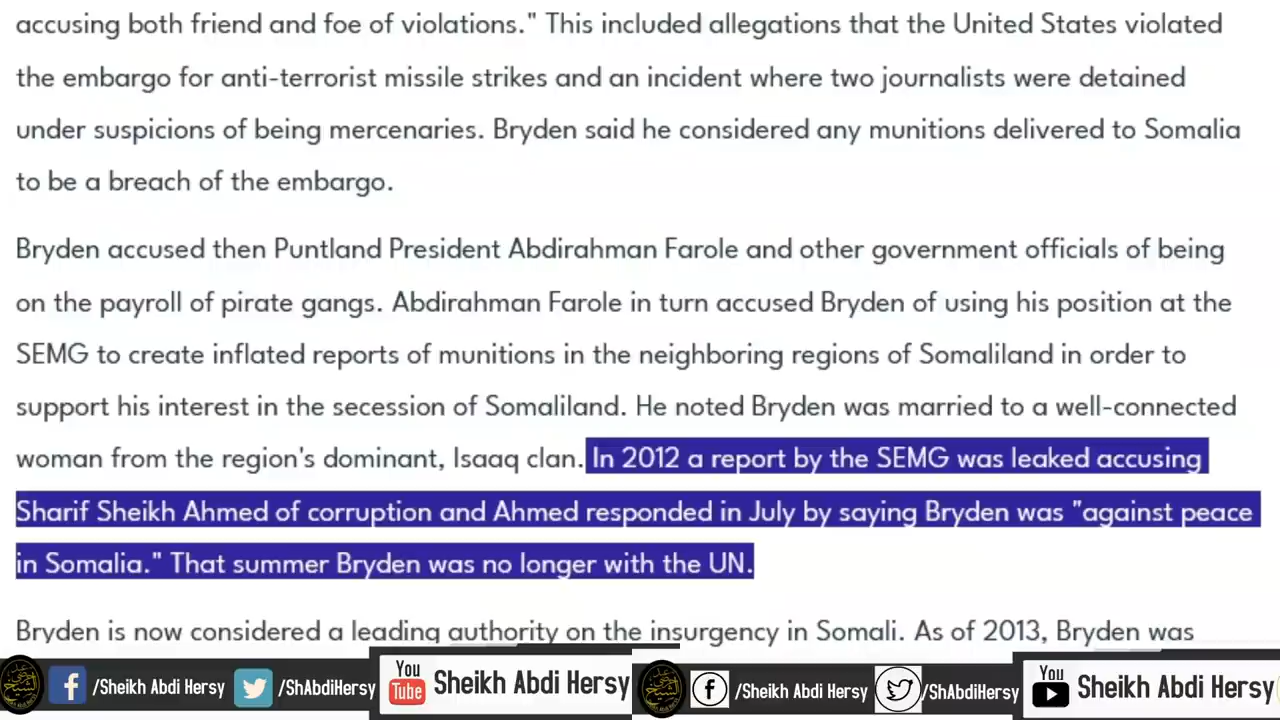 accusing both friend and foe of violations." This included allegations that the United States violated
the embargo for anti-terrorist missile strikes and an incident where two journalists were detained
under suspicions of being mercenaries. Bryden said he considered any munitions delivered to Somalia
to be a breach of the embargo.
Bryden accused then Puntland President Abdirahman Farole and other government officials of being
on the payroll of pirate gangs. Abdirahman Farole in turn accused Bryden of using his position at the
SEMG to create inflated reports of munitions in the neighboring regions of Somaliland in order to
support his interest in the secession of Somaliland. He noted Bryden was married to a well-connected
woman from the region's dominant, Isaaq clan. In 2012 a report by the SEMG was leaked accusing
Sharif Sheikh Ahmed of corruption and Ahmed responded in July by saying Bryden was "against peace
in Somalia." That summer Bryden was no longer with the UN.
Bryden is now considered a leading authority on the insurgency in Somali. As of 2013, Bryden was
/Sheikh Abdi Hersy /ShAbdiHersy You Tube Sheikh Abdi Hersy /Sheikh Abdi Hersy /ShAbdiHersy You Sheikh Abdi Hersy